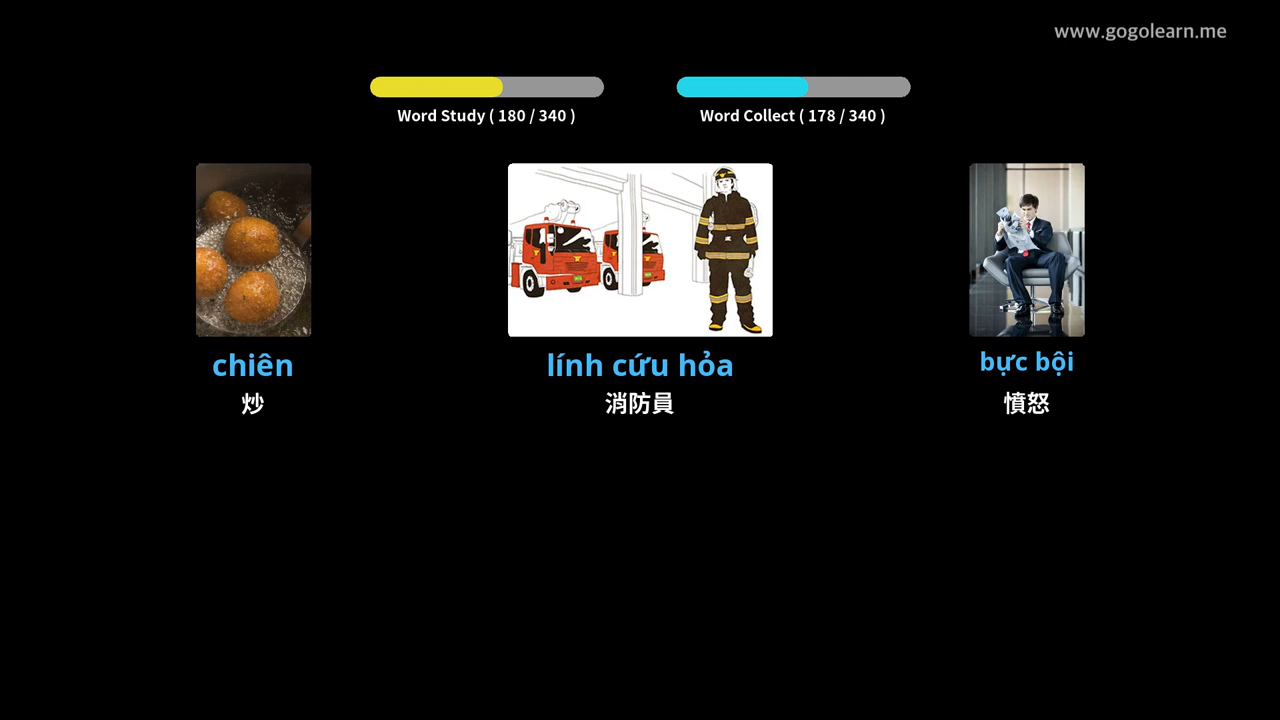 www.gogolearn.me
Word Study ( 180 / 340 )
Word Collect ( 178 / 340 )
chiên
lính cứu hỏa
bực bội
炒
消防員
憤怒